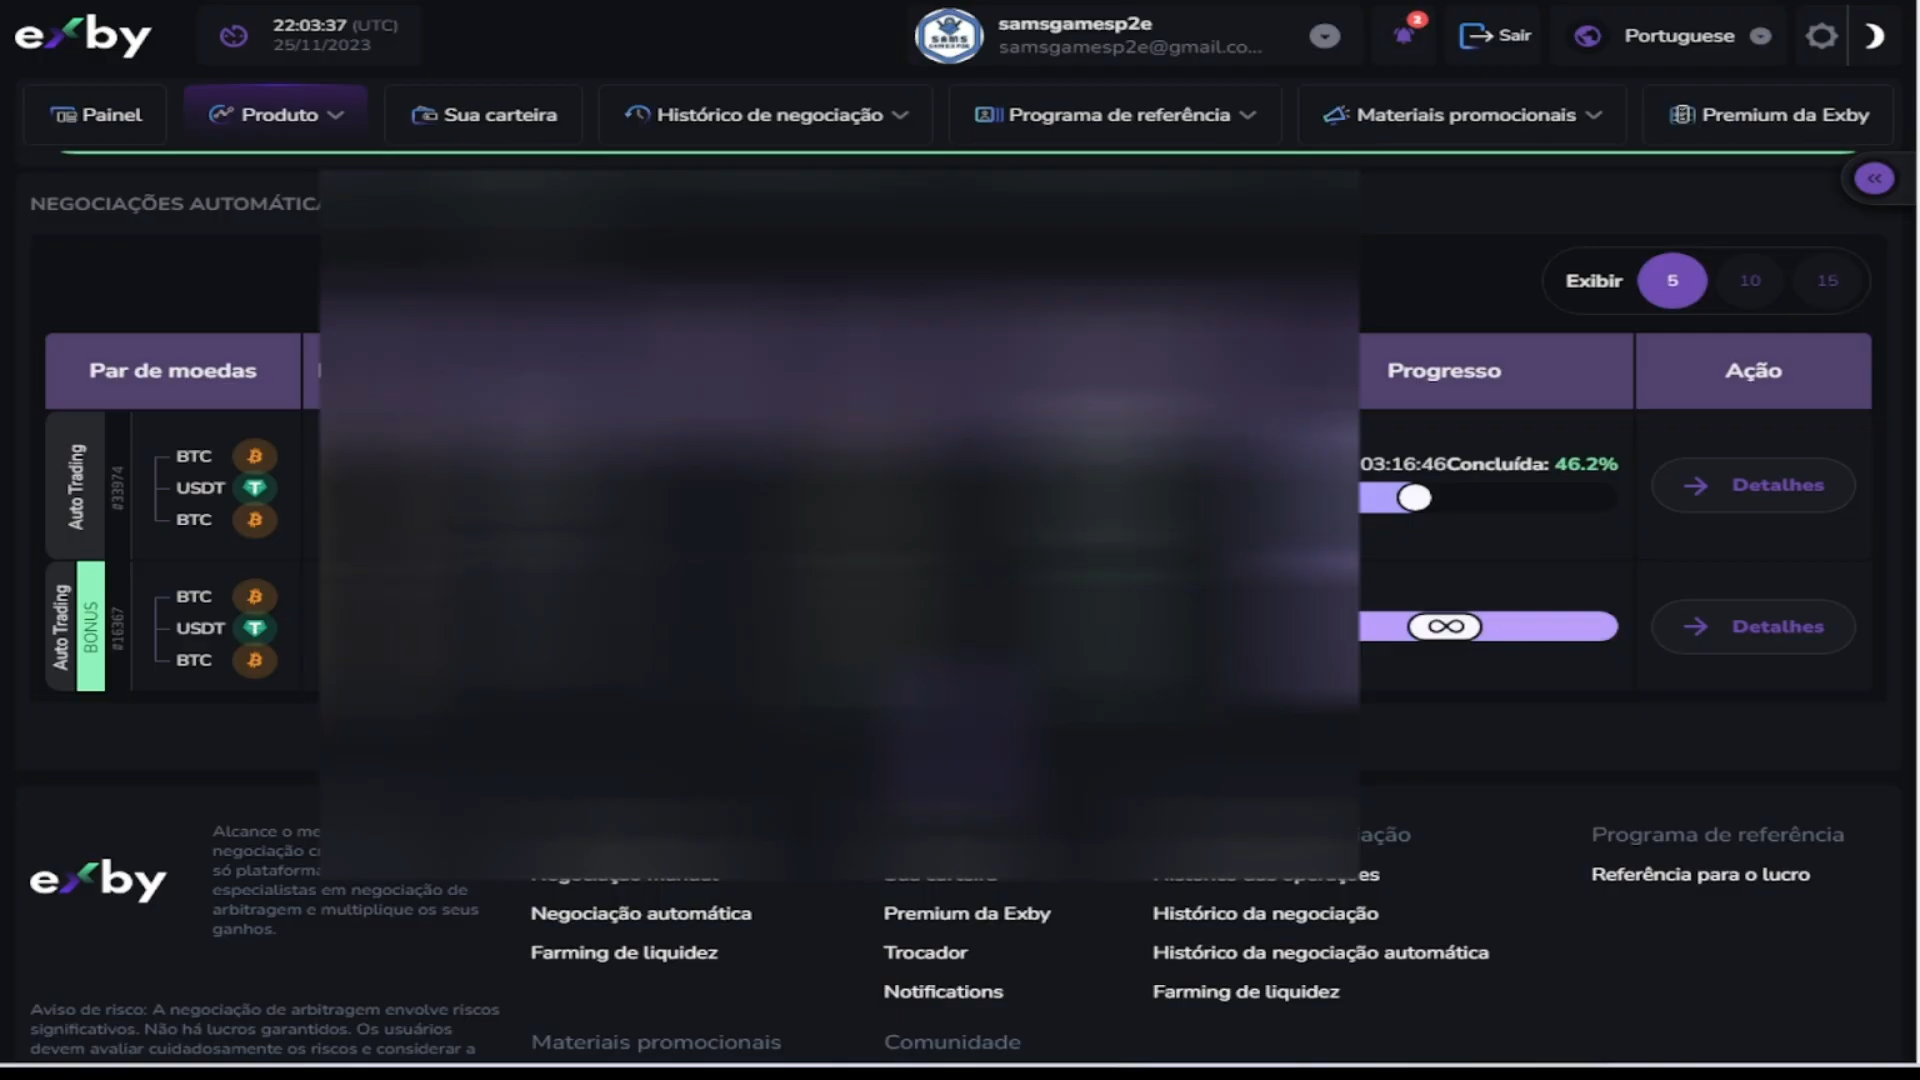 exby
22:03:37 (UTC)
25/11/2023
samsgamesp2e
samsgamesp2e@gmail.co...
2
Sair
Portuguese
SAMS
Painel
Produto
Sua carteira
Histórico de negociação
Programa de referência
Materiais promocionais
Premium da Exby
NEGOCIAÇÕES AUTOMÁTICA
Exibir 5 10 15
Par de moedas
Progresso
Ação
Auto Trading
#33974
BTC
USDT
BTC
03:16:46Concluída: 46.2%
Detalhes
Auto Trading
BONUS
#16367
BTC
USDT
BTC
Detalhes
exby
Alcance o me
negociação
só plataforma
especialistas em negociação de
arbitragem e multiplique os seus
ganhos.
Aviso de risco: A negociação de arbitragem envolve riscos
significativos. Não há lucros garantidos. Os usuários
devem avaliar cuidadosamente os riscos e considerar a
Negociação automática
Farming de liquidez
Materiais promocionais
Premium da Exby
Trocador
Notifications
Comunidade
ação
Histórico da negociação
Histórico da negociação automática
Farming de liquidez
Programa de referência
Referência para o lucro